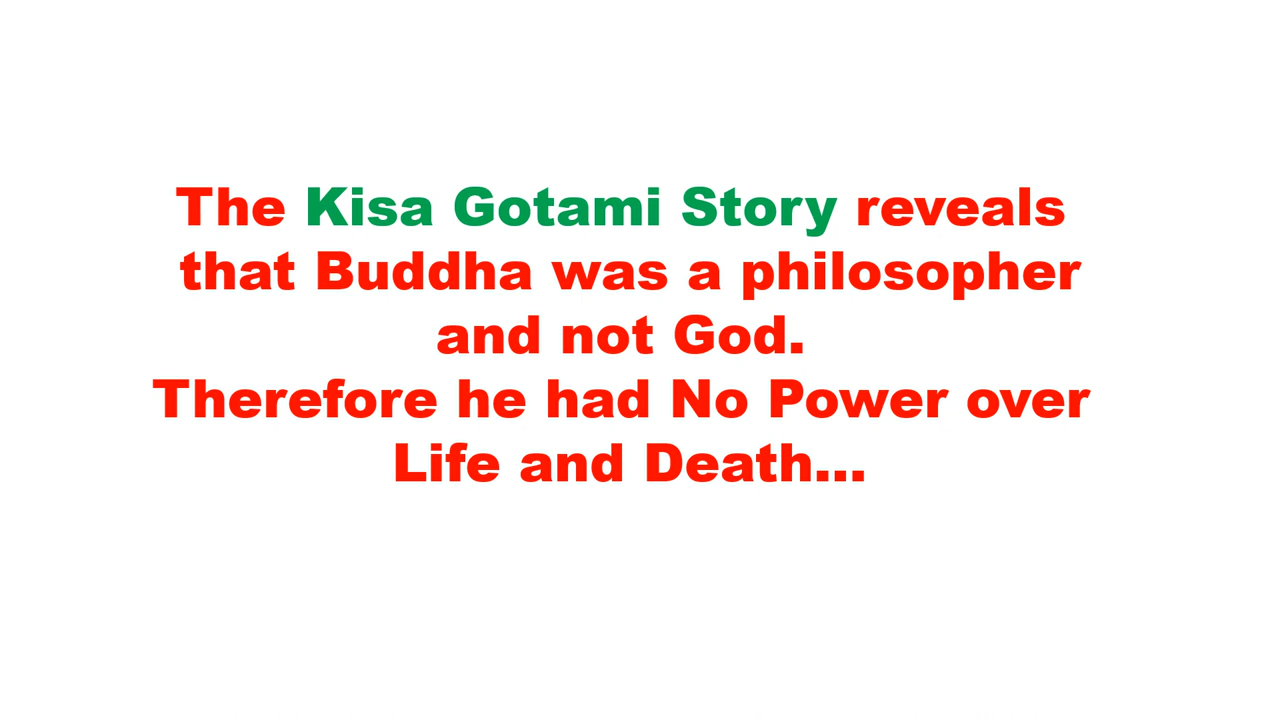 The Kisa Gotami Story reveals
that Buddha was a philosopher
and not God.
Therefore he had No Power over
Life and Death...